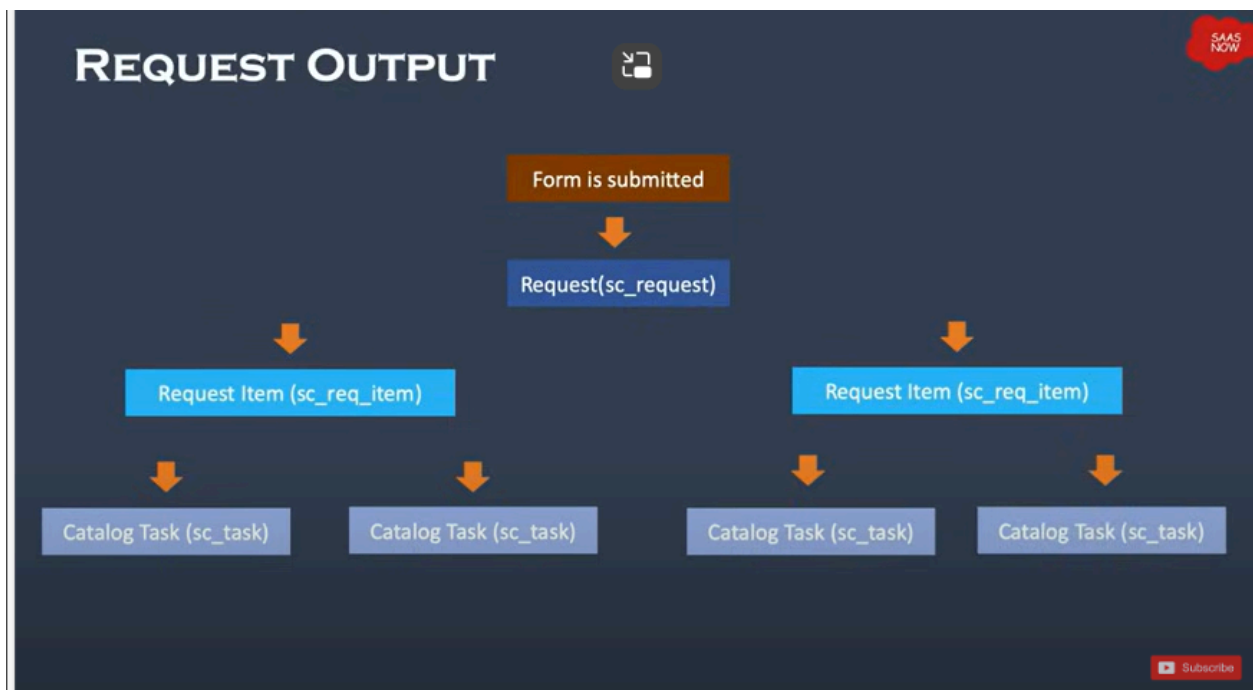 REQUEST OUTPUT
SAAS
NOW
Form is submitted
Request(sc_request)
Request Item (sc_req_item)
Request Item (sc_req_item)
Catalog Task (sc_task)
Catalog Task (sc_task)
Catalog Task (sc_task)
Catalog Task (sc_task)
Subscribe